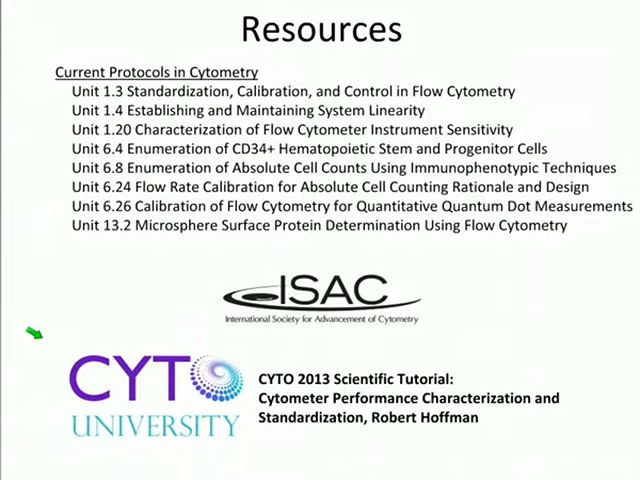 Resources
Current Protocols in Cytometry
Unit 1.3 Standardization, Calibration, and Control in Flow Cytometry
Unit 1.4 Establishing and Maintaining System Linearity
Unit 1.20 Characterization of Flow Cytometer Instrument Sensitivity
Unit 6.4 Enumeration of CD34+ Hematopoietic Stem and Progenitor Cells
Unit 6.8 Enumeration of Absolute Cell Counts Using Immunophenotypic Techniques
Unit 6.24 Flow Rate Calibration for Absolute Cell Counting Rationale and Design
Unit 6.26 Calibration of Flow Cytometry for Quantitative Quantum Dot Measurements
Unit 13.2 Microsphere Surface Protein Determination Using Flow Cytometry
ISAC
International Society for Advancement of Cytometry
CYTO
UNIVERSITY
CYTO 2013 Scientific Tutorial:
Cytometer Performance Characterization and
Standardization, Robert Hoffman